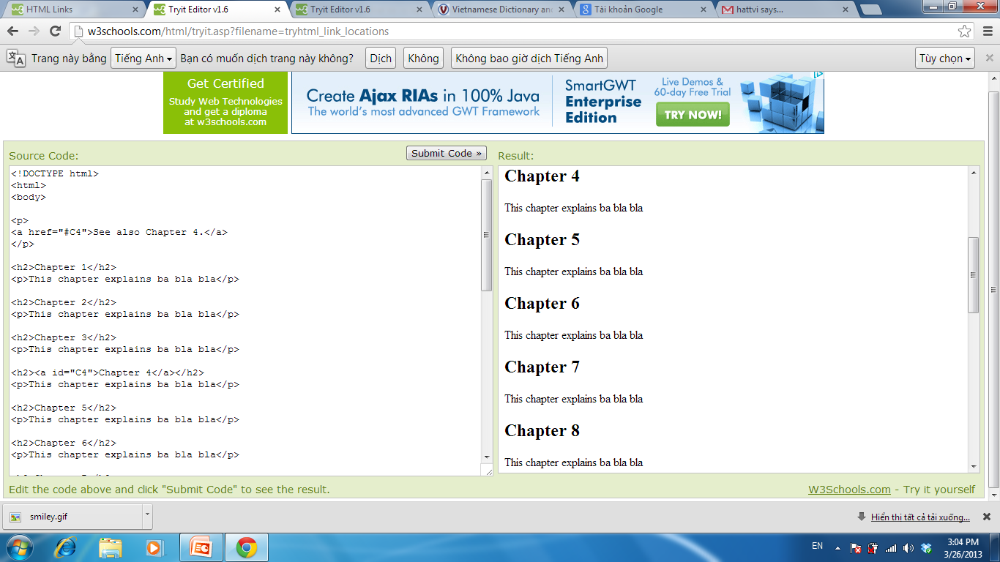 HTML Links
Tryit Editor v1.6
Tryit Editor v1.6
Vietnamese Dictionary an
Tài khoản Google
hattvi says...
w3schools.com/html/tryit.asp?filename=tryhtml_link_locations
Trang này bằng Tiếng Anh Bạn có muốn dịch trang này không? Dịch Không Không bao giờ dịch Tiếng Anh Tùy chọn
Get Certified
Study Web Technologies
and get a diploma
at w3schools.com
Create Ajax RIAs in 100% Java
The world's most advanced GWT Framework
SmartGWT
Enterprise
Edition
Live Demos &
60-day Free Trial
TRY NOW!
Source Code:
Submit Code »
<!DOCTYPE html>
<html>
<body>
<p>
<a href="#C4">See also Chapter 4.</a>
</p>
<h2>Chapter 1</h2>
<p>This chapter explains ba bla bla</p>
<h2>Chapter 2</h2>
<p>This chapter explains ba bla bla</p>
<h2>Chapter 3</h2>
<p>This chapter explains ba bla bla</p>
<h2><a id="C4">Chapter 4</a></h2>
<p>This chapter explains ba bla bla</p>
<h2>Chapter 5</h2>
<p>This chapter explains ba bla bla</p>
<h2>Chapter 6</h2>
<p>This chapter explains ba bla bla</p>
Result:
Chapter 4
This chapter explains ba bla bla
Chapter 5
This chapter explains ba bla bla
Chapter 6
This chapter explains ba bla bla
Chapter 7
This chapter explains ba bla bla
Chapter 8
This chapter explains ba bla bla
Edit the code above and click "Submit Code" to see the result.
W3Schools.com - Try it yourself
smiley.gif
Hiển thị tất cả tải xuống...
EN
3:04 PM
3/26/2013